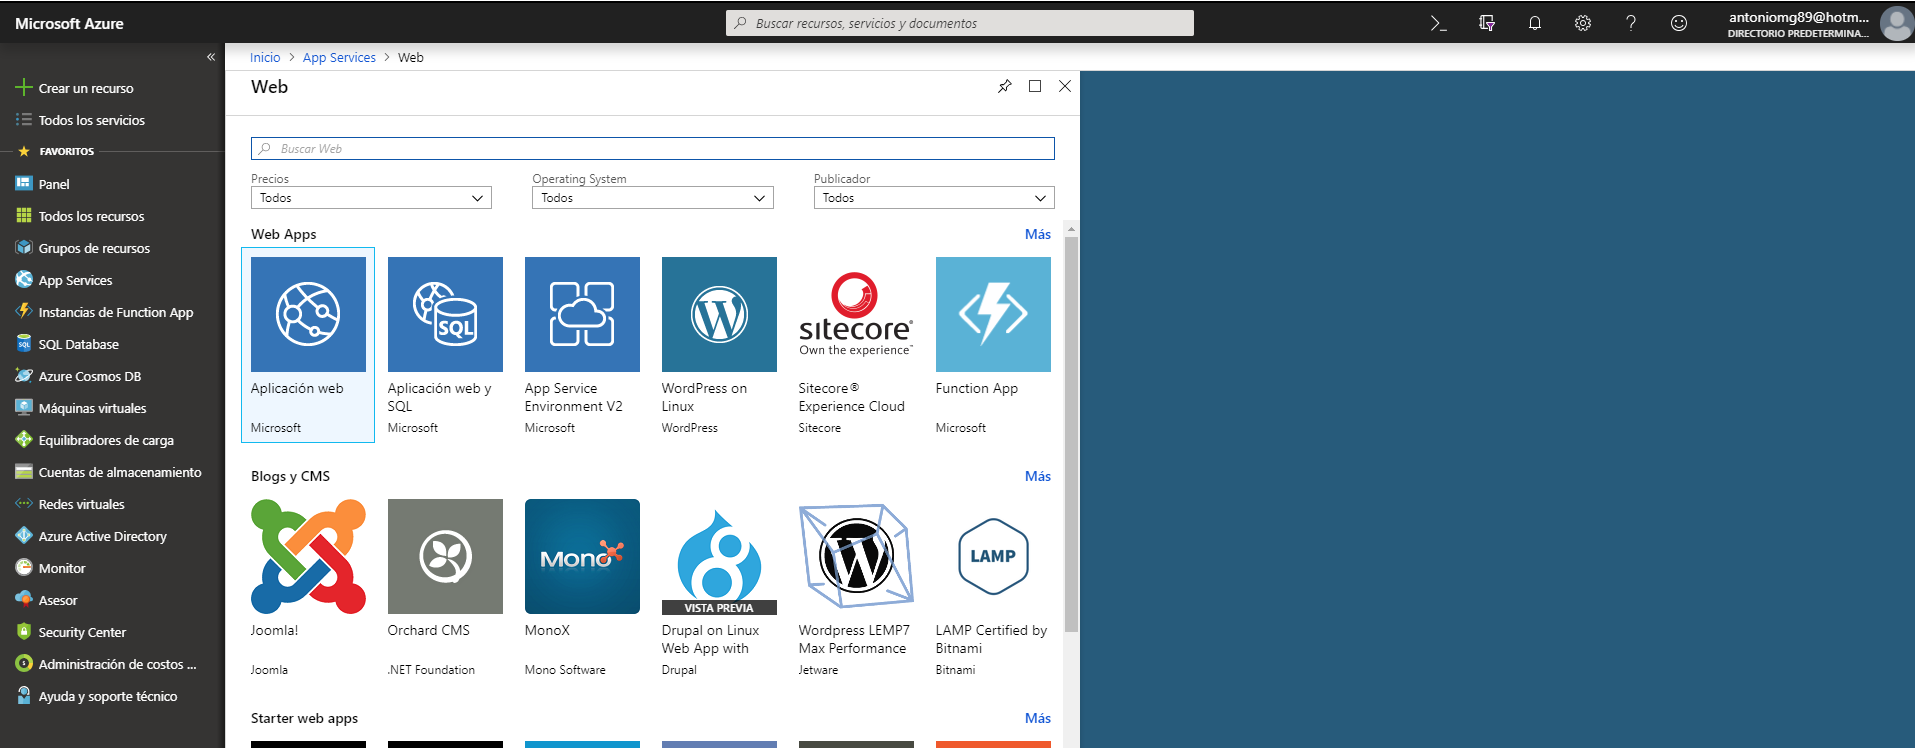 Microsoft Azure
Buscar recursos, servicios y documentos
antoniomg89@hotm...
DIRECTORIO PREDETERMINA...
Inicio > App Services > Web
Crear un recurso
Todos los servicios
FAVORITOS
Panel
Todos los recursos
Grupos de recursos
App Services
Instancias de Function App
SQL Database
Azure Cosmos DB
Máquinas virtuales
Equilibradores de carga
Cuentas de almacenamiento
Redes virtuales
Azure Active Directory
Monitor
Asesor
Security Center
Administración de costos ...
Ayuda y soporte técnico
Web
Buscar Web
Precios
Todos
Operating System
Todos
Publicador
Todos
Web Apps
Más
Aplicación web
Microsoft
SQL
Aplicación web y
SQL
Microsoft
App Service
Environment V2
Microsoft
WordPress on
Linux
WordPress
sitecore®
Own the experience™
Sitecore®
Experience Cloud
Sitecore
Function App
Microsoft
Blogs y CMS
Más
Joomla!
Joomla
Orchard CMS
.NET Foundation
Mono
MonoX
Mono Software
VISTA PREVIA
Drupal on Linux
Web App with
Drupal
Wordpress LEMP7
Max Performance
Jetware
LAMP
LAMP Certified by
Bitnami
Bitnami
Starter web apps
Más